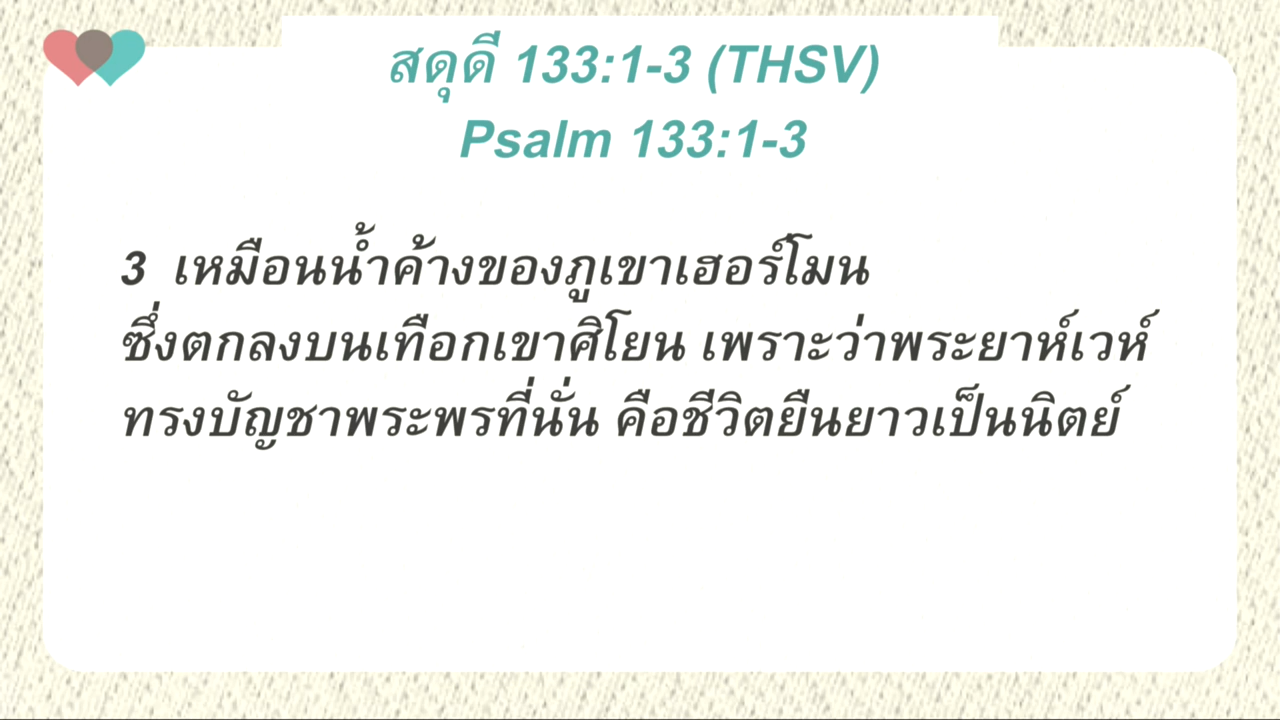 สดุดี 133:1-3 (THSV)
Psalm 133:1-3
3 เหมือนน้ำค้างของภูเขาเฮอร์โมน
ซึ่งตกลงบนเทือกเขาศิโยน เพราะว่าพระยาห์เวห์
ทรงบัญชาพระพรที่นั่น คือชีวิตยืนยาวเป็นนิตย์